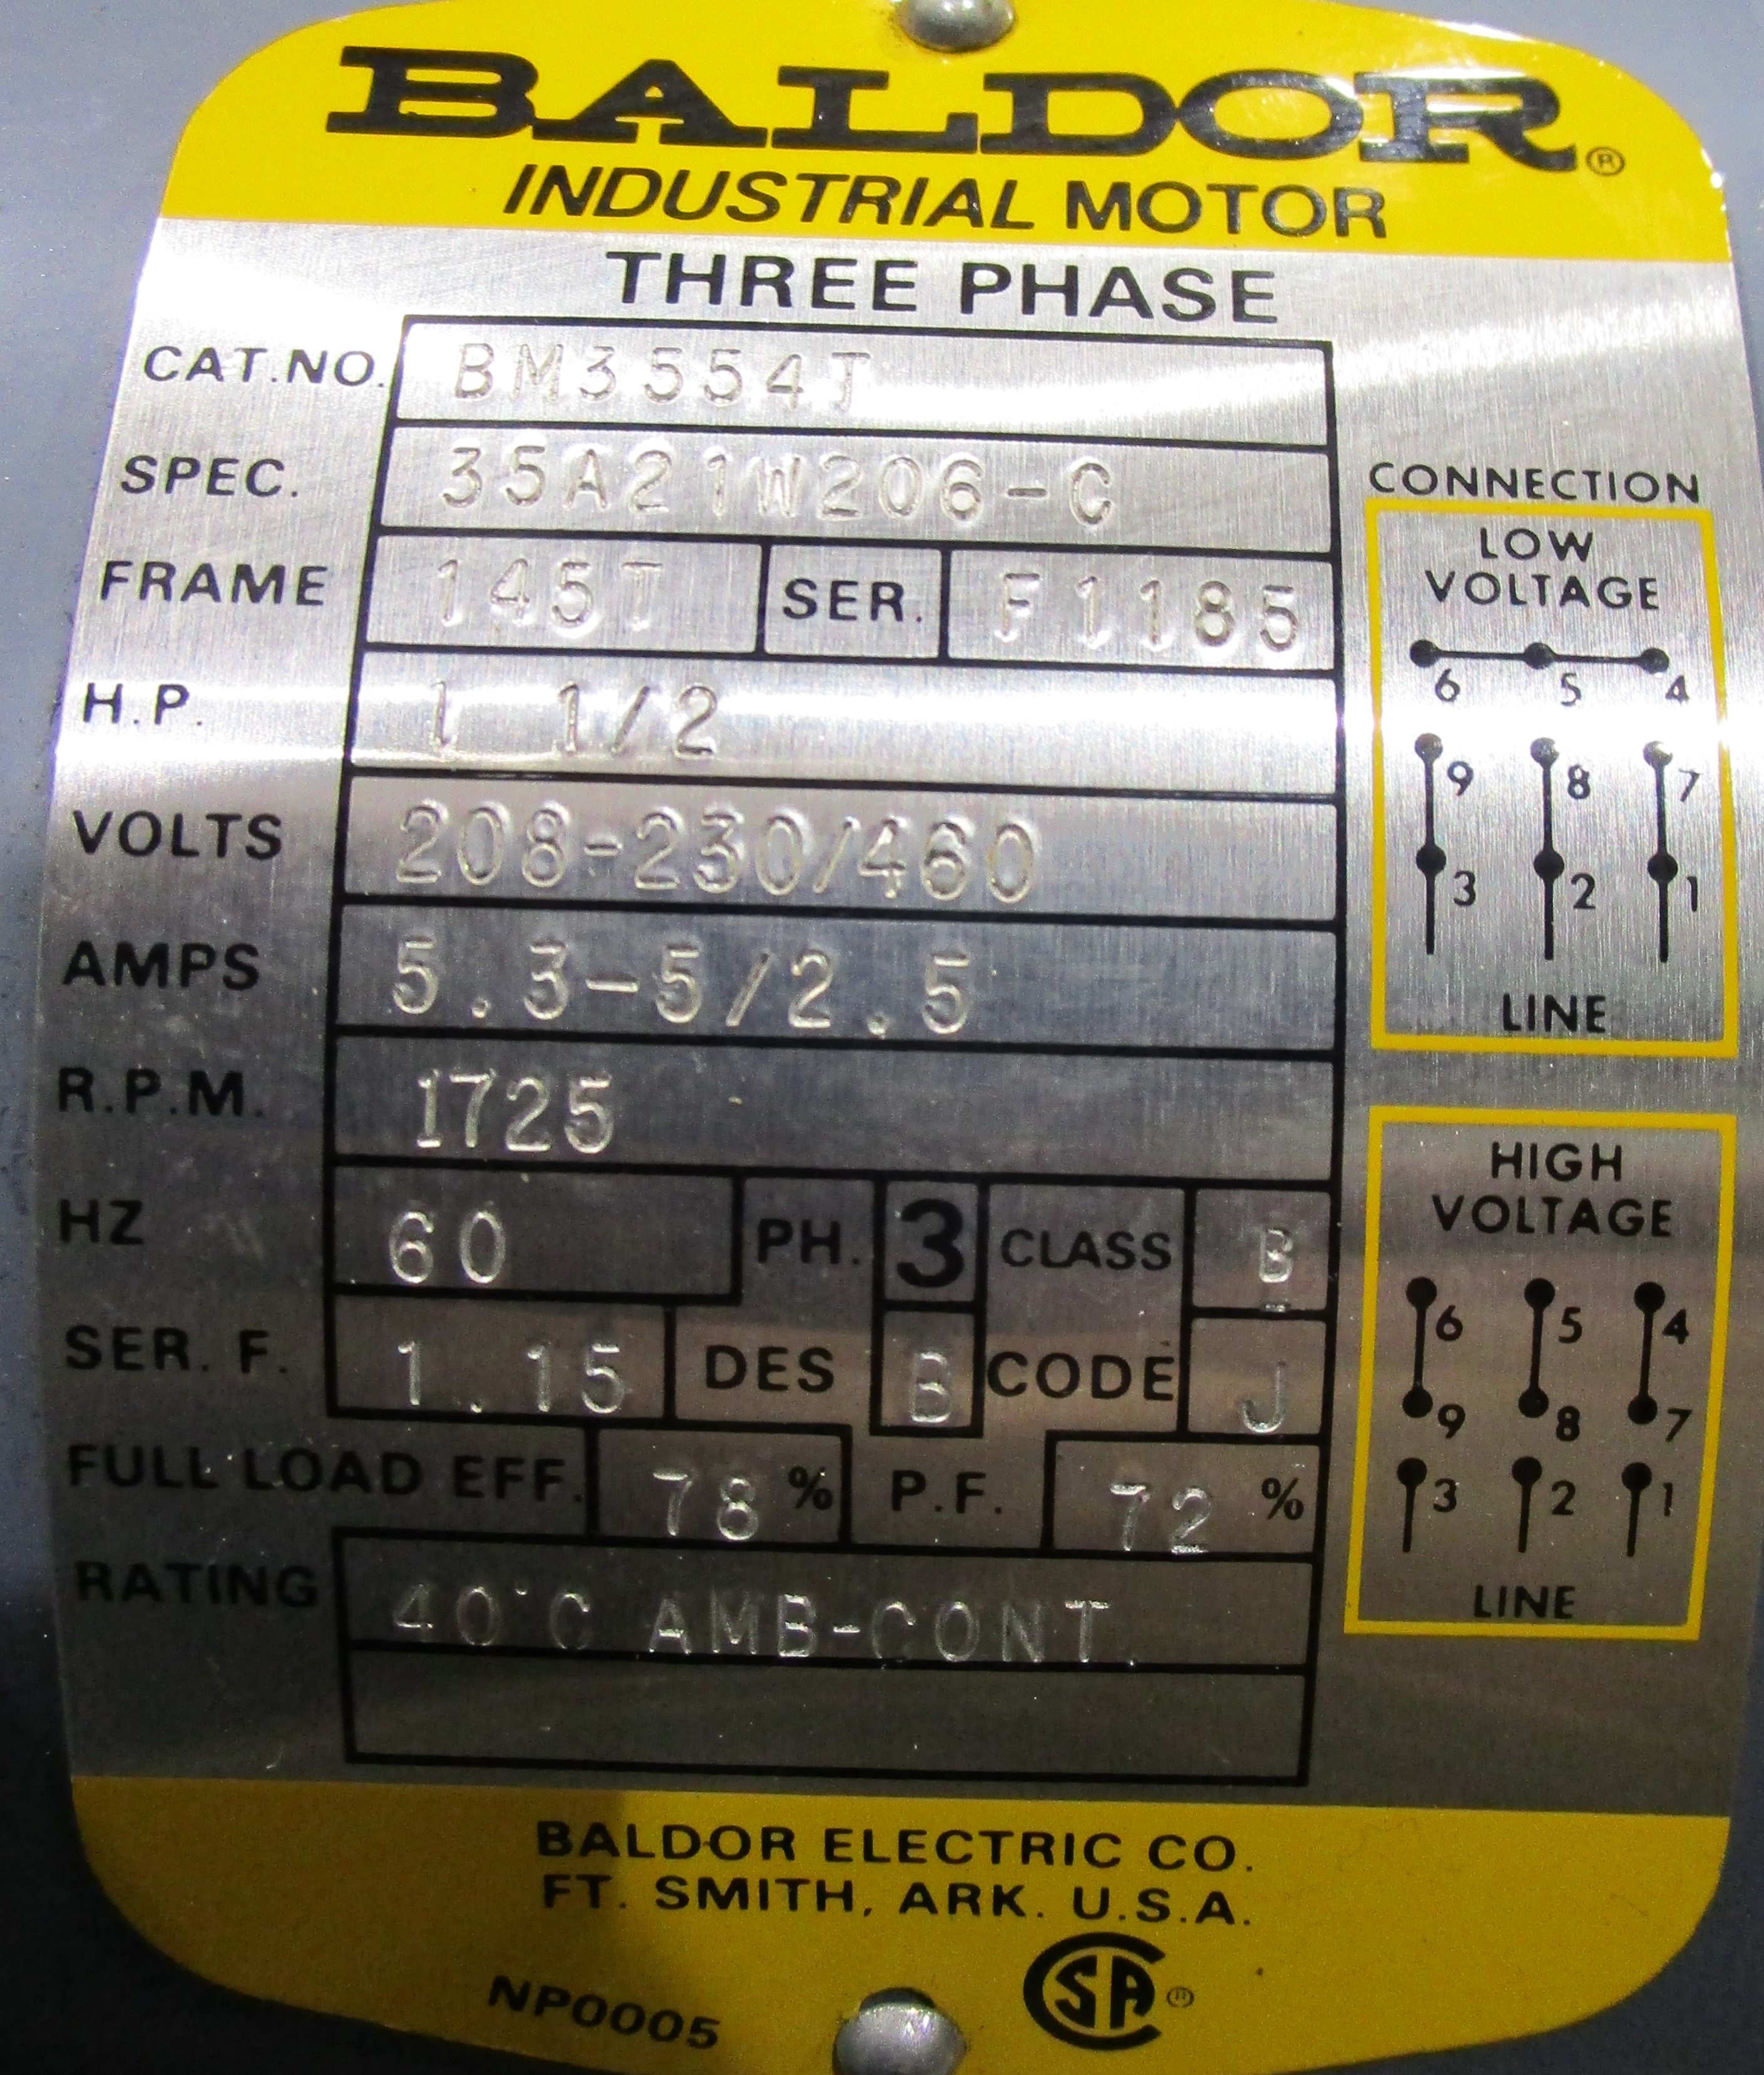 BALDOR®
INDUSTRIAL MOTOR
THREE PHASE
CAT.NO. BM3554T
SPEC. 35A21W206-C
FRAME 145T SER. F1185
H.P. 1 1/2
VOLTS 208-230/460
AMPS 5.3-5/2.5
R.P.M. 1725
HZ 60 PH. 3 CLASS B
SER. F. 1.15 DES B CODE J
FULL LOAD EFF. 78 % P.F. 72 %
RATING 40°C AMB-CONT.
CONNECTION
LOW
VOLTAGE
6 5 4
9 8 7
3 2 1
LINE
HIGH
VOLTAGE
6 5 4
9 8 7
3 2 1
LINE
BALDOR ELECTRIC CO.
FT. SMITH, ARK. U.S.A.
NP0005
CSA®